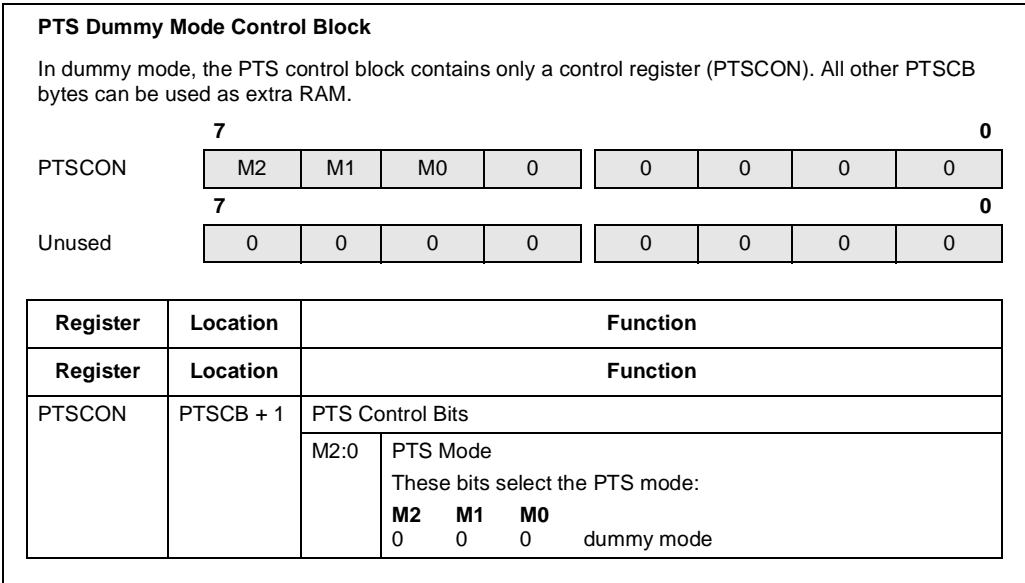 PTS Dummy Mode Control Block
In dummy mode, the PTS control block contains only a control register (PTSCON). All other PTSCB
bytes can be used as extra RAM.
7 0
PTSCON M2 M1 M0 0 0 0 0 0
7 0
Unused 0 0 0 0 0 0 0 0
Register Location Function
Register Location Function
PTSCON PTSCB + 1 PTS Control Bits
M2:0 PTS Mode
These bits select the PTS mode:
M2 M1 M0
0 0 0 dummy mode